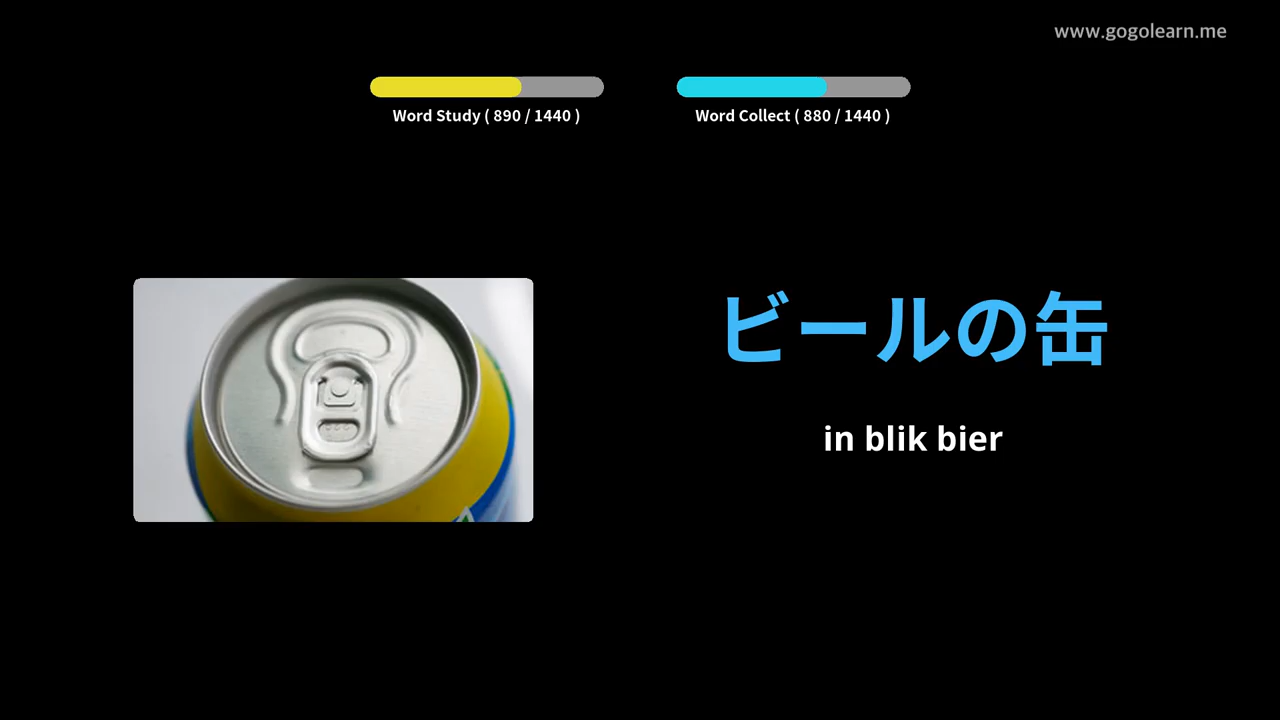 www.gogolearn.me
Word Study ( 890 / 1440 )
Word Collect ( 880 / 1440 )
ビールの缶
in blik bier